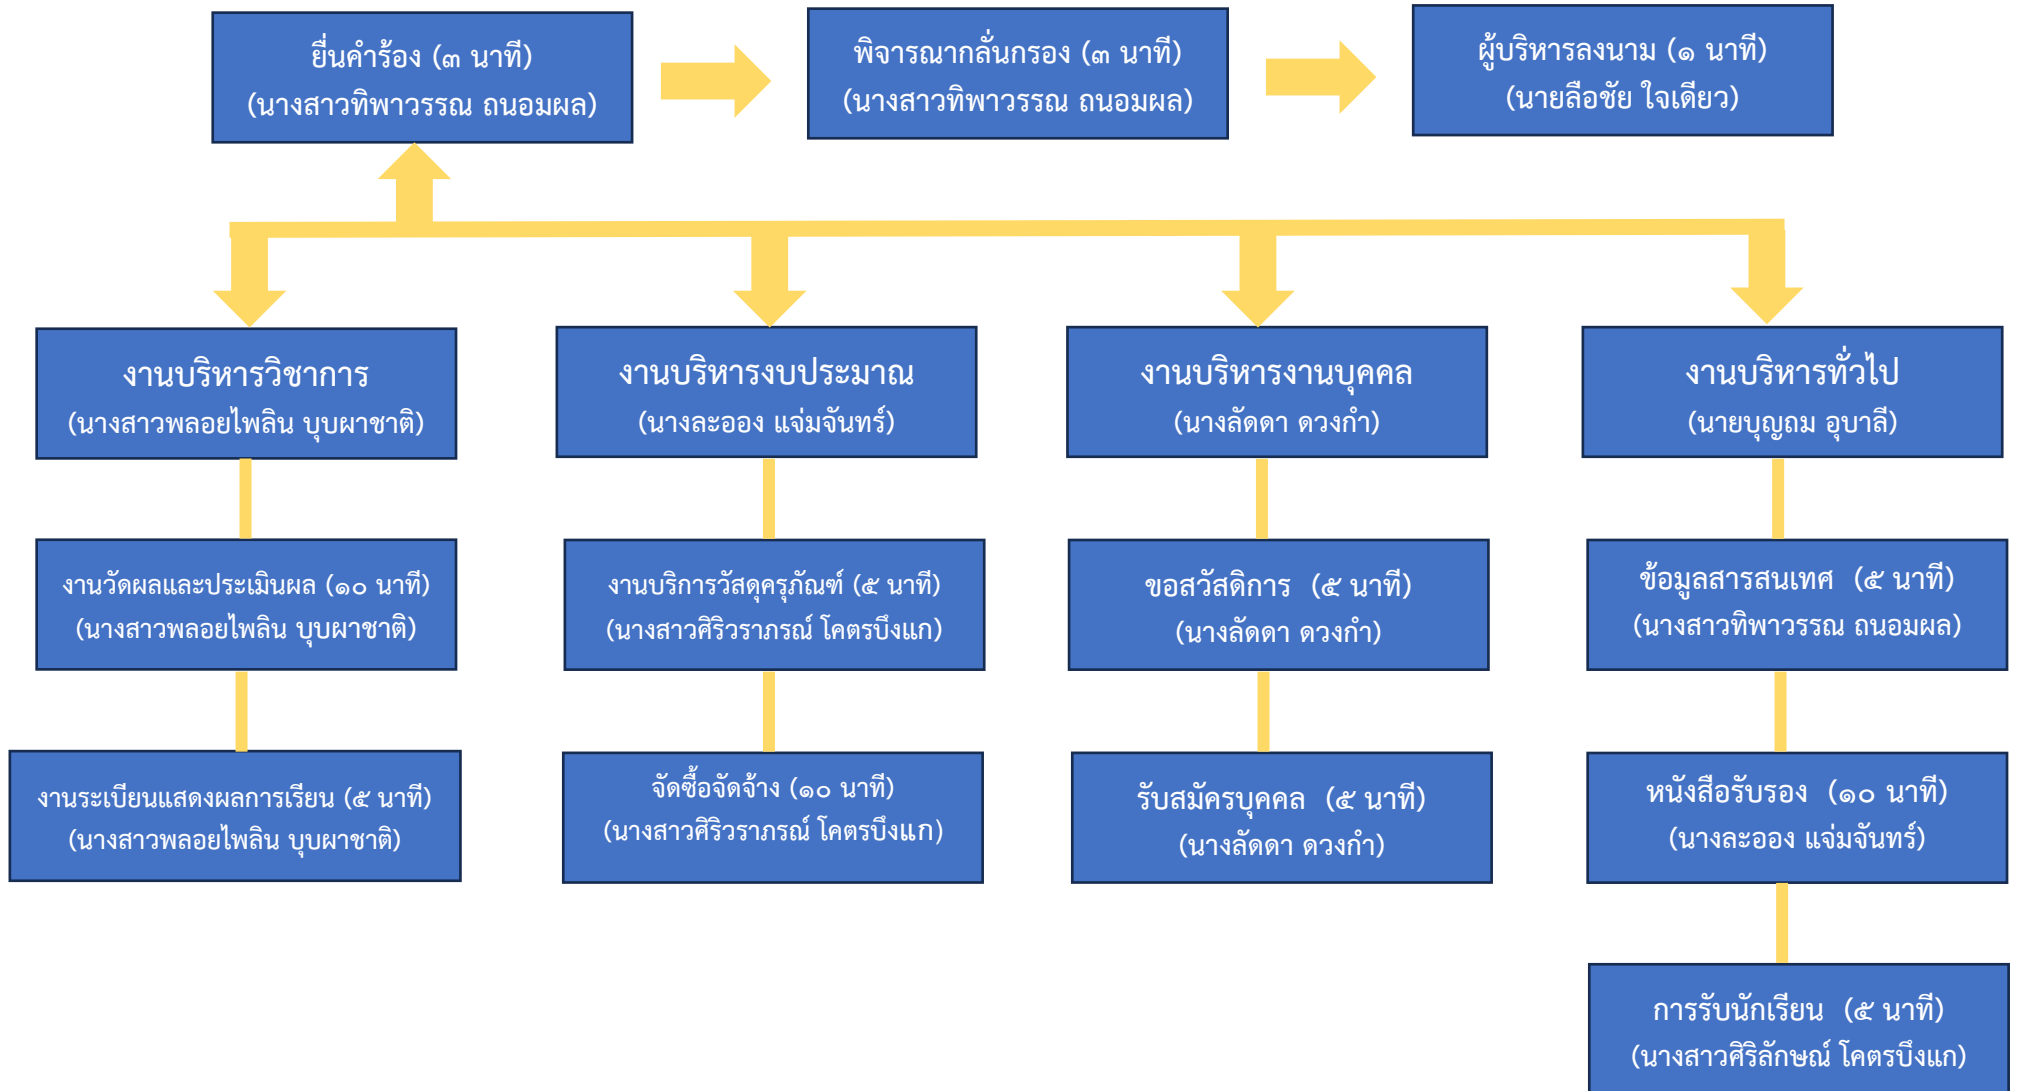 ยื่นคำร้อง (๓ นาที)
(นางสาวทิพาวรรณ ถนอมผล)
พิจารณากลั่นกรอง (๓ นาที)
(นางสาวทิพาวรรณ ถนอมผล)
ผู้บริหารลงนาม (๑ นาที)
(นายลือชัย ใจเดียว)
งานบริหารวิชาการ
(นางสาวพลอยไพลิน บุบผาชาติ)
งานบริหารงบประมาณ
(นางละออง แจ่มจันทร์)
งานบริหารงานบุคคล
(นางลัดดา ดวงกำ)
งานบริหารทั่วไป
(นายบุญถม อุบาลี)
งานวัดผลและประเมินผล (๑๐ นาที)
(นางสาวพลอยไพลิน บุบผาชาติ)
งานบริการวัสดุครุภัณฑ์ (๕ นาที)
(นางสาวศิริวราภรณ์ โคตรบึงแก)
ขอสวัสดิการ (๕ นาที)
(นางลัดดา ดวงกำ)
ข้อมูลสารสนเทศ (๕ นาที)
(นางสาวทิพาวรรณ ถนอมผล)
งานระเบียนแสดงผลการเรียน (๕ นาที)
(นางสาวพลอยไพลิน บุบผาชาติ)
จัดซื้อจัดจ้าง (๑๐ นาที)
(นางสาวศิริวราภรณ์ โคตรบึงแก)
รับสมัครบุคคล (๕ นาที)
(นางลัดดา ดวงกำ)
หนังสือรับรอง (๑๐ นาที)
(นางละออง แจ่มจันทร์)
การรับนักเรียน (๕ นาที)
(นางสาวศิริลักษณ์ โคตรบึงแก)